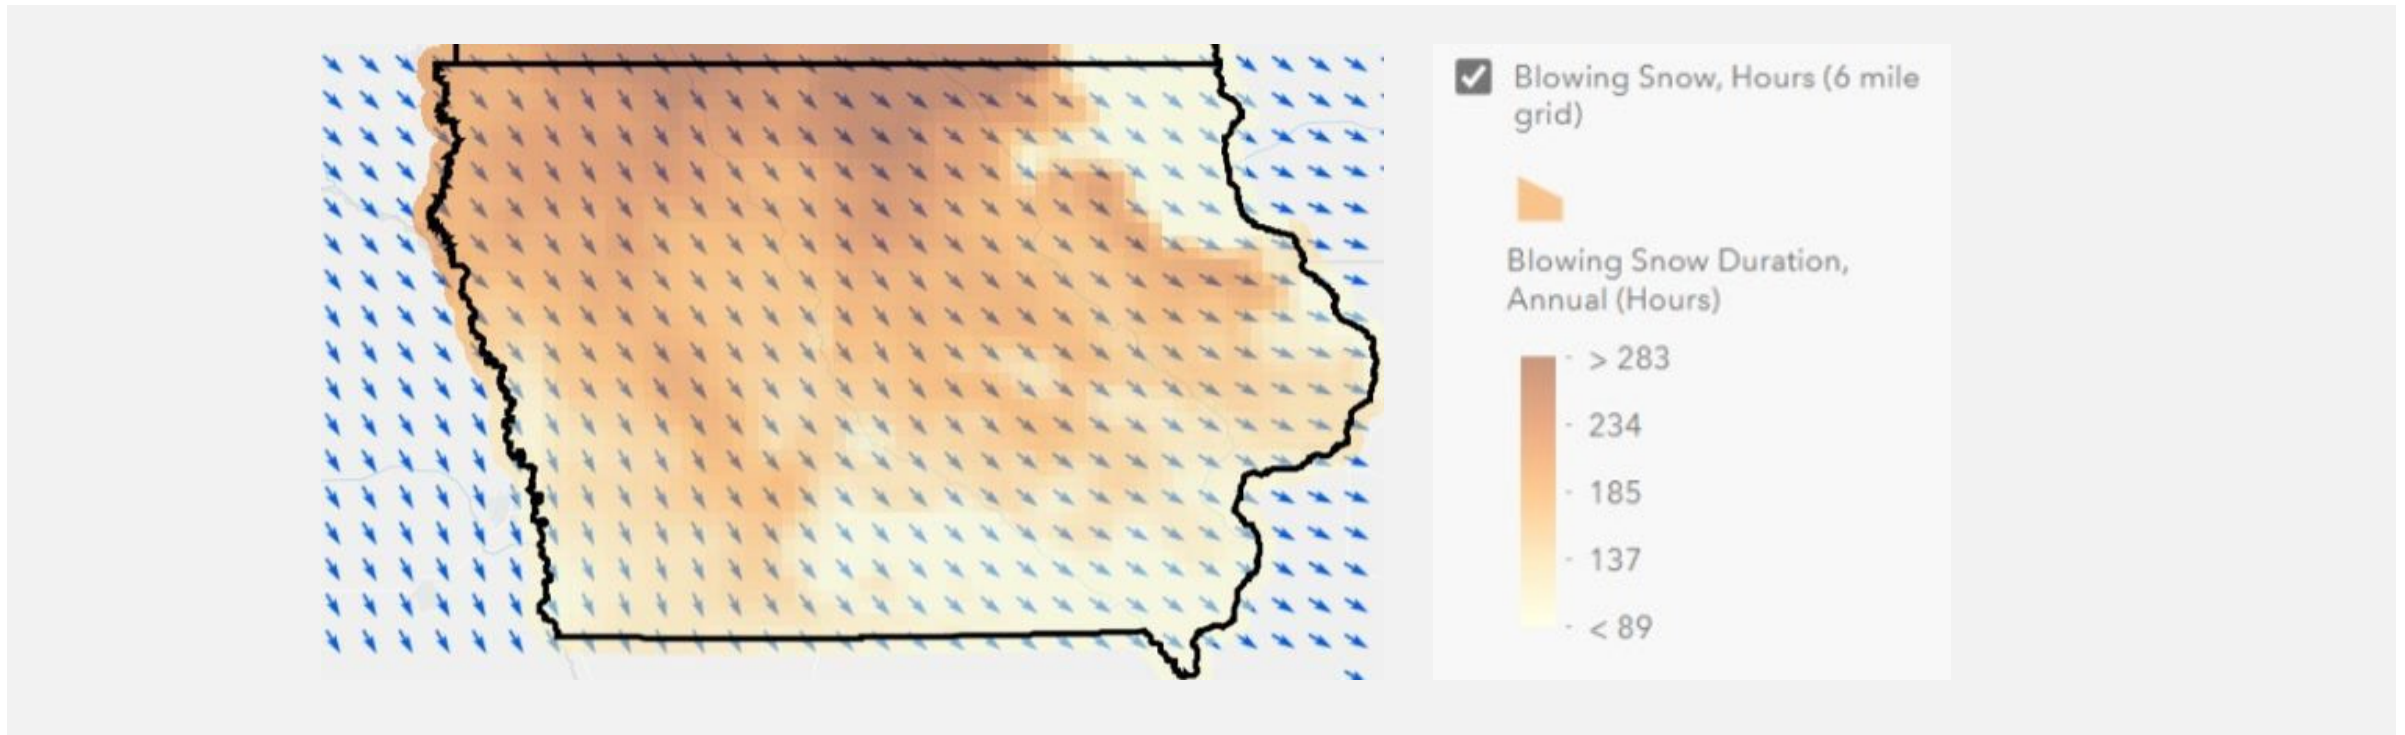 Blowing Snow, Hours (6 mile
grid)
Blowing Snow Duration,
Annual (Hours)
> 283
234
185
137
< 89